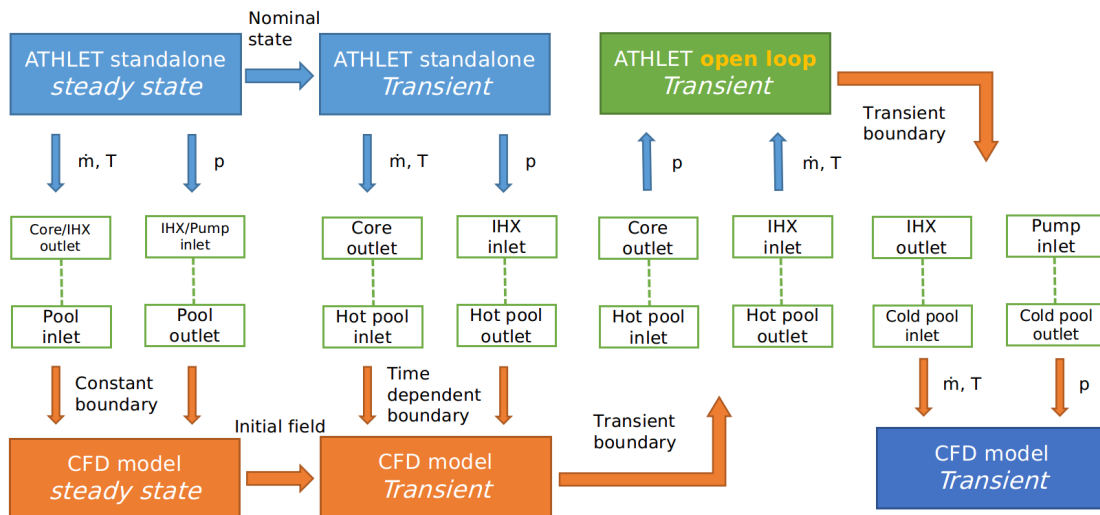 Nominal
state
ATHLET standalone
steady state
ATHLET standalone
Transient
ATHLET open loop
Transient
Transient
boundary
ṁ, T
p
ṁ, T
p
p
ṁ, T
Core/IHX
outlet
IHX/Pump
inlet
Core
outlet
IHX
inlet
Core
outlet
IHX
inlet
IHX
outlet
Pump
inlet
Pool
inlet
Pool
outlet
Hot pool
inlet
Hot pool
outlet
Hot pool
inlet
Hot pool
outlet
Cold pool
inlet
Cold pool
outlet
Constant
boundary
Time
dependent
boundary
ṁ, T
p
Initial field
Transient
boundary
CFD model
steady state
CFD model
Transient
CFD model
Transient